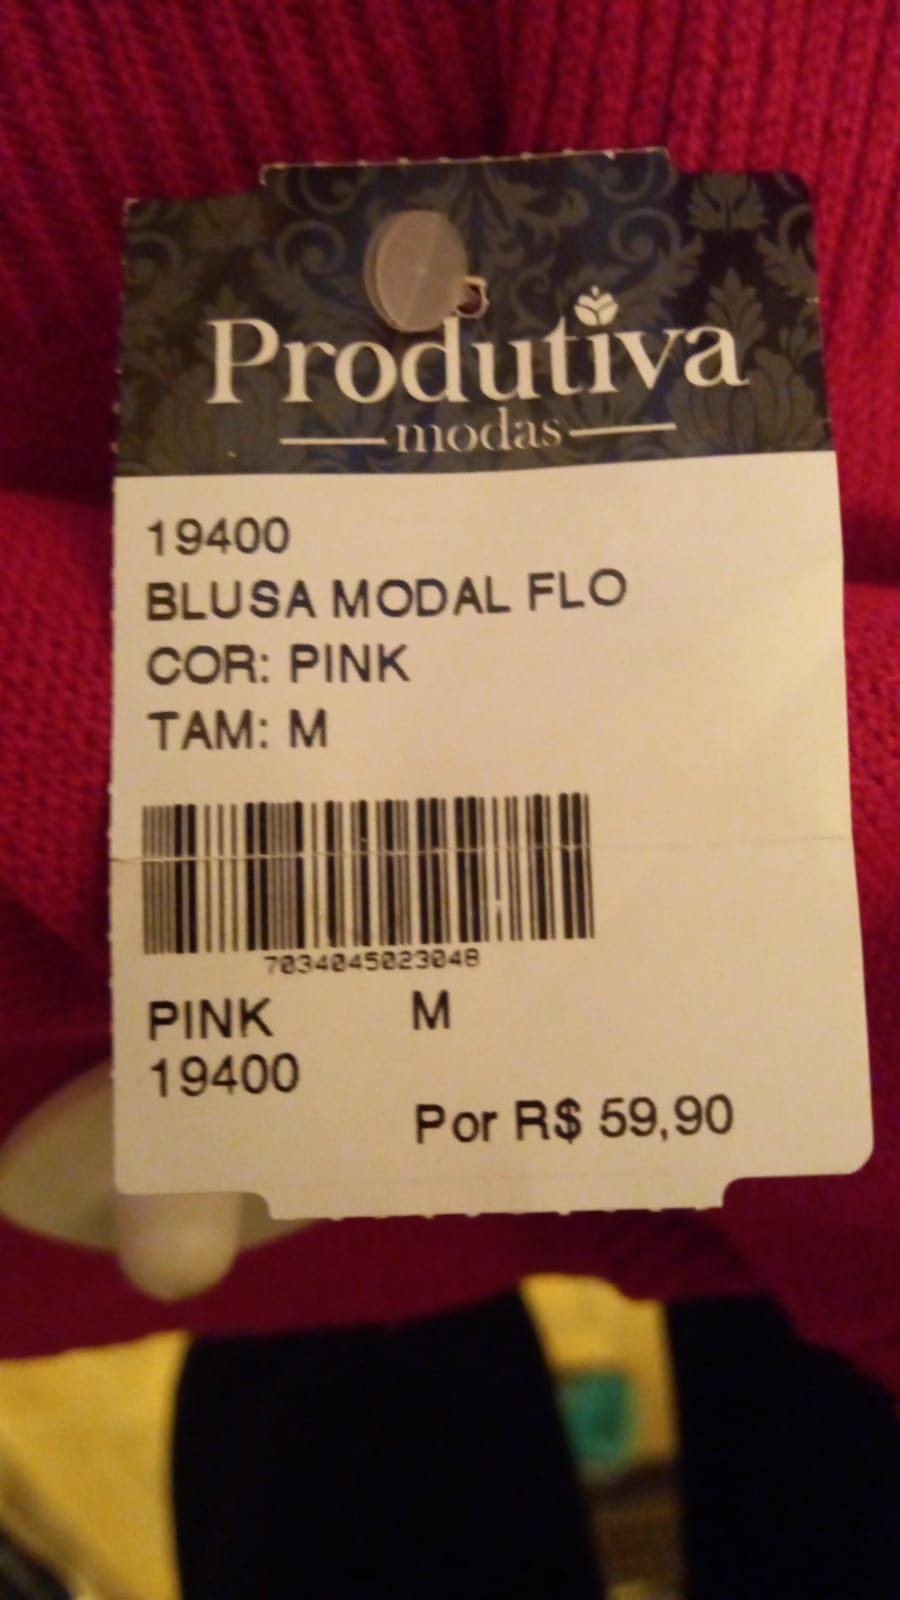 Produtiva
modas
19400
BLUSA MODAL FLO
COR: PINK
TAM: M
7034045023048
PINK M
19400
Por R$ 59,90